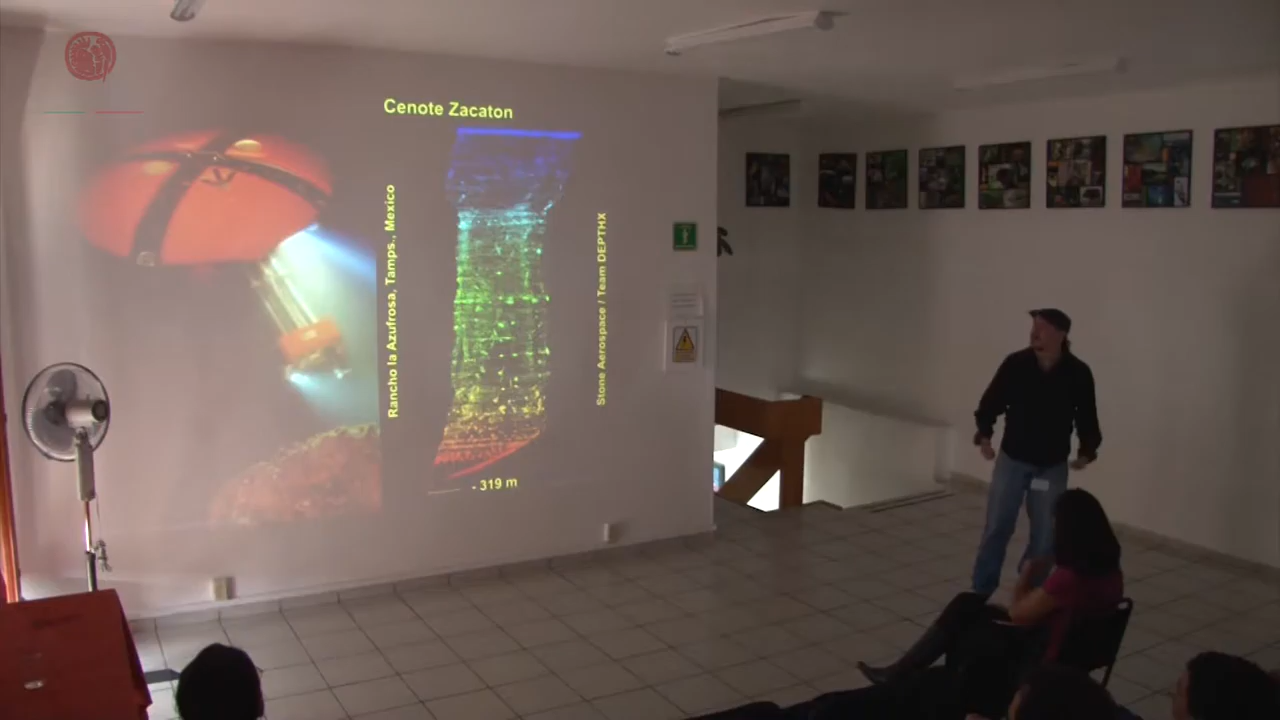 Cenote Zacaton
Rancho la Azufrosa, Tamps., Mexico
Stone Aerospace / Team DEPTHX
- 319 m